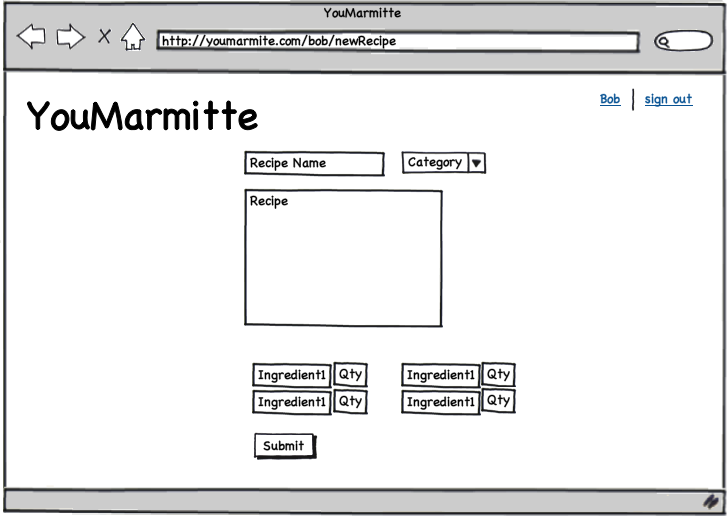 YouMarmitte
http://youmarmite.com/bob/newRecipe
Bob sign out
YouMarmitte
Recipe Name Category
Recipe
Ingredient1 Qty Ingredient1 Qty
Ingredient1 Qty Ingredient1 Qty
Submit